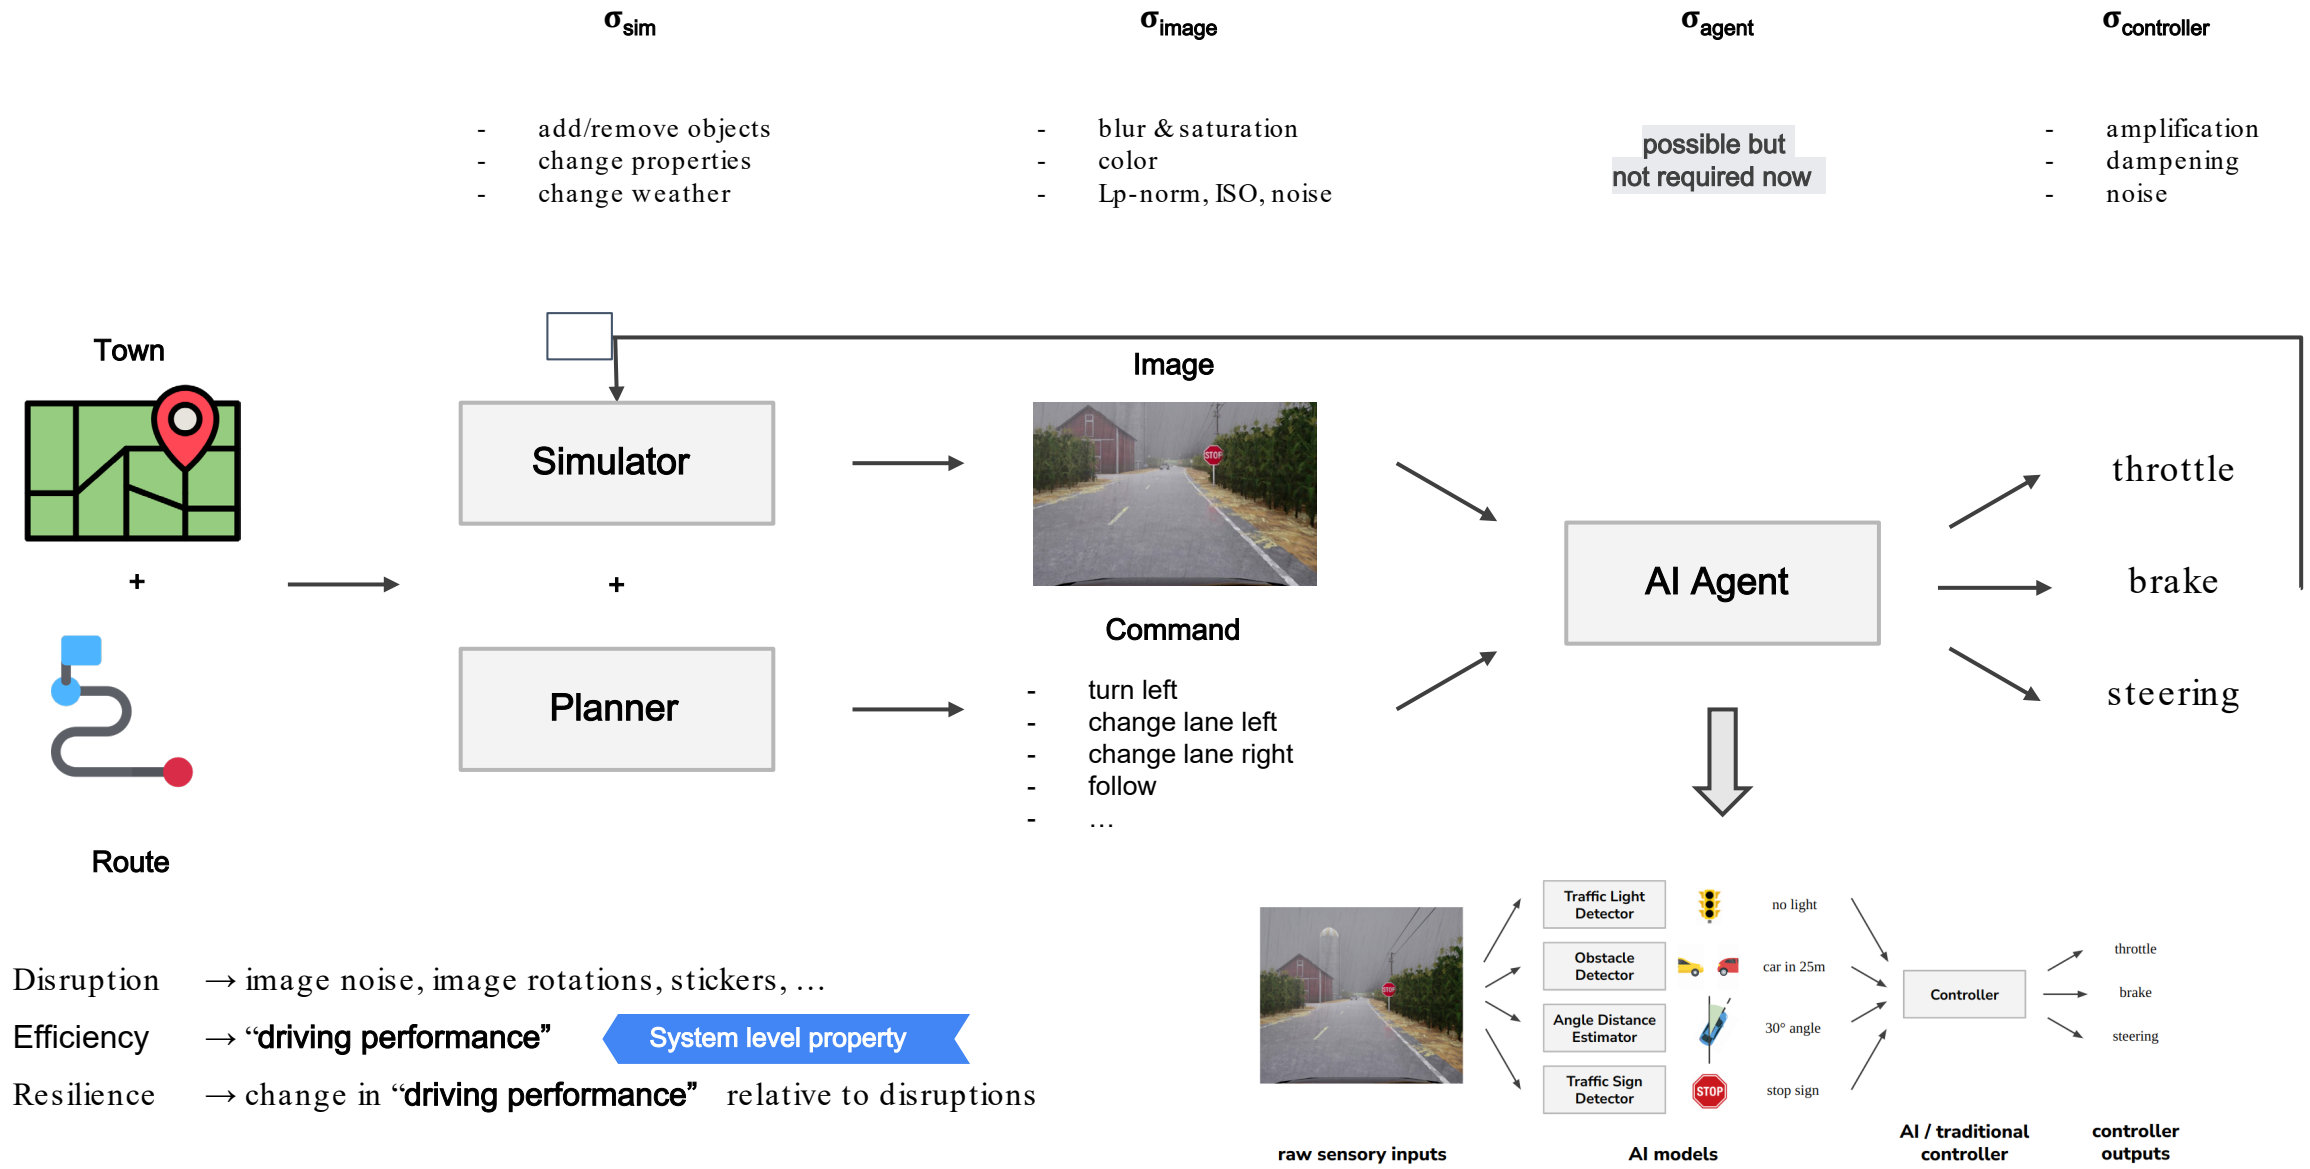 σsim
σimage
σagent
σcontroller
- add/remove objects
- change properties
- change weather
- blur & saturation
- color
- Lp-norm, ISO, noise
possible but
not required now
- amplification
- dampening
- noise
Town
+
Route
Simulator
+
Planner
Image
STOP
Command
- turn left
- change lane left
- change lane right
- follow
- …
AI Agent
throttle
brake
steering
Disruption → image noise, image rotations, stickers, …
Efficiency → “driving performance”
System level property
Resilience → change in “driving performance” relative to disruptions
STOP
raw sensory inputs
Traffic Light
Detector
no light
Obstacle
Detector
car in 25m
Angle Distance
Estimator
30° angle
Traffic Sign
Detector
STOP
stop sign
AI models
Controller
AI / traditional
controller
throttle
brake
steering
controller
outputs